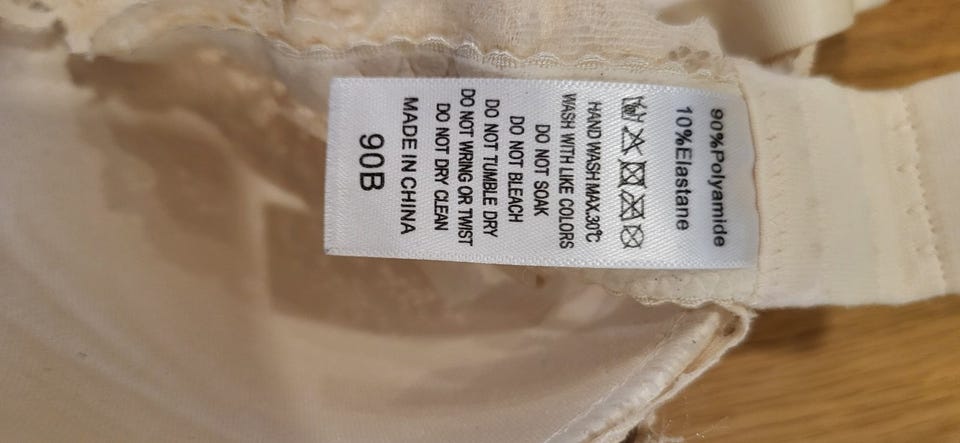 90%Polyamide
10%Elastane
HAND WASH MAX.30℃
WASH WITH LIKE COLORS
DO NOT SOAK
DO NOT BLEACH
DO NOT TUMBLE DRY
DO NOT WRING OR TWIST
DO NOT DRY CLEAN
MADE IN CHINA
90B